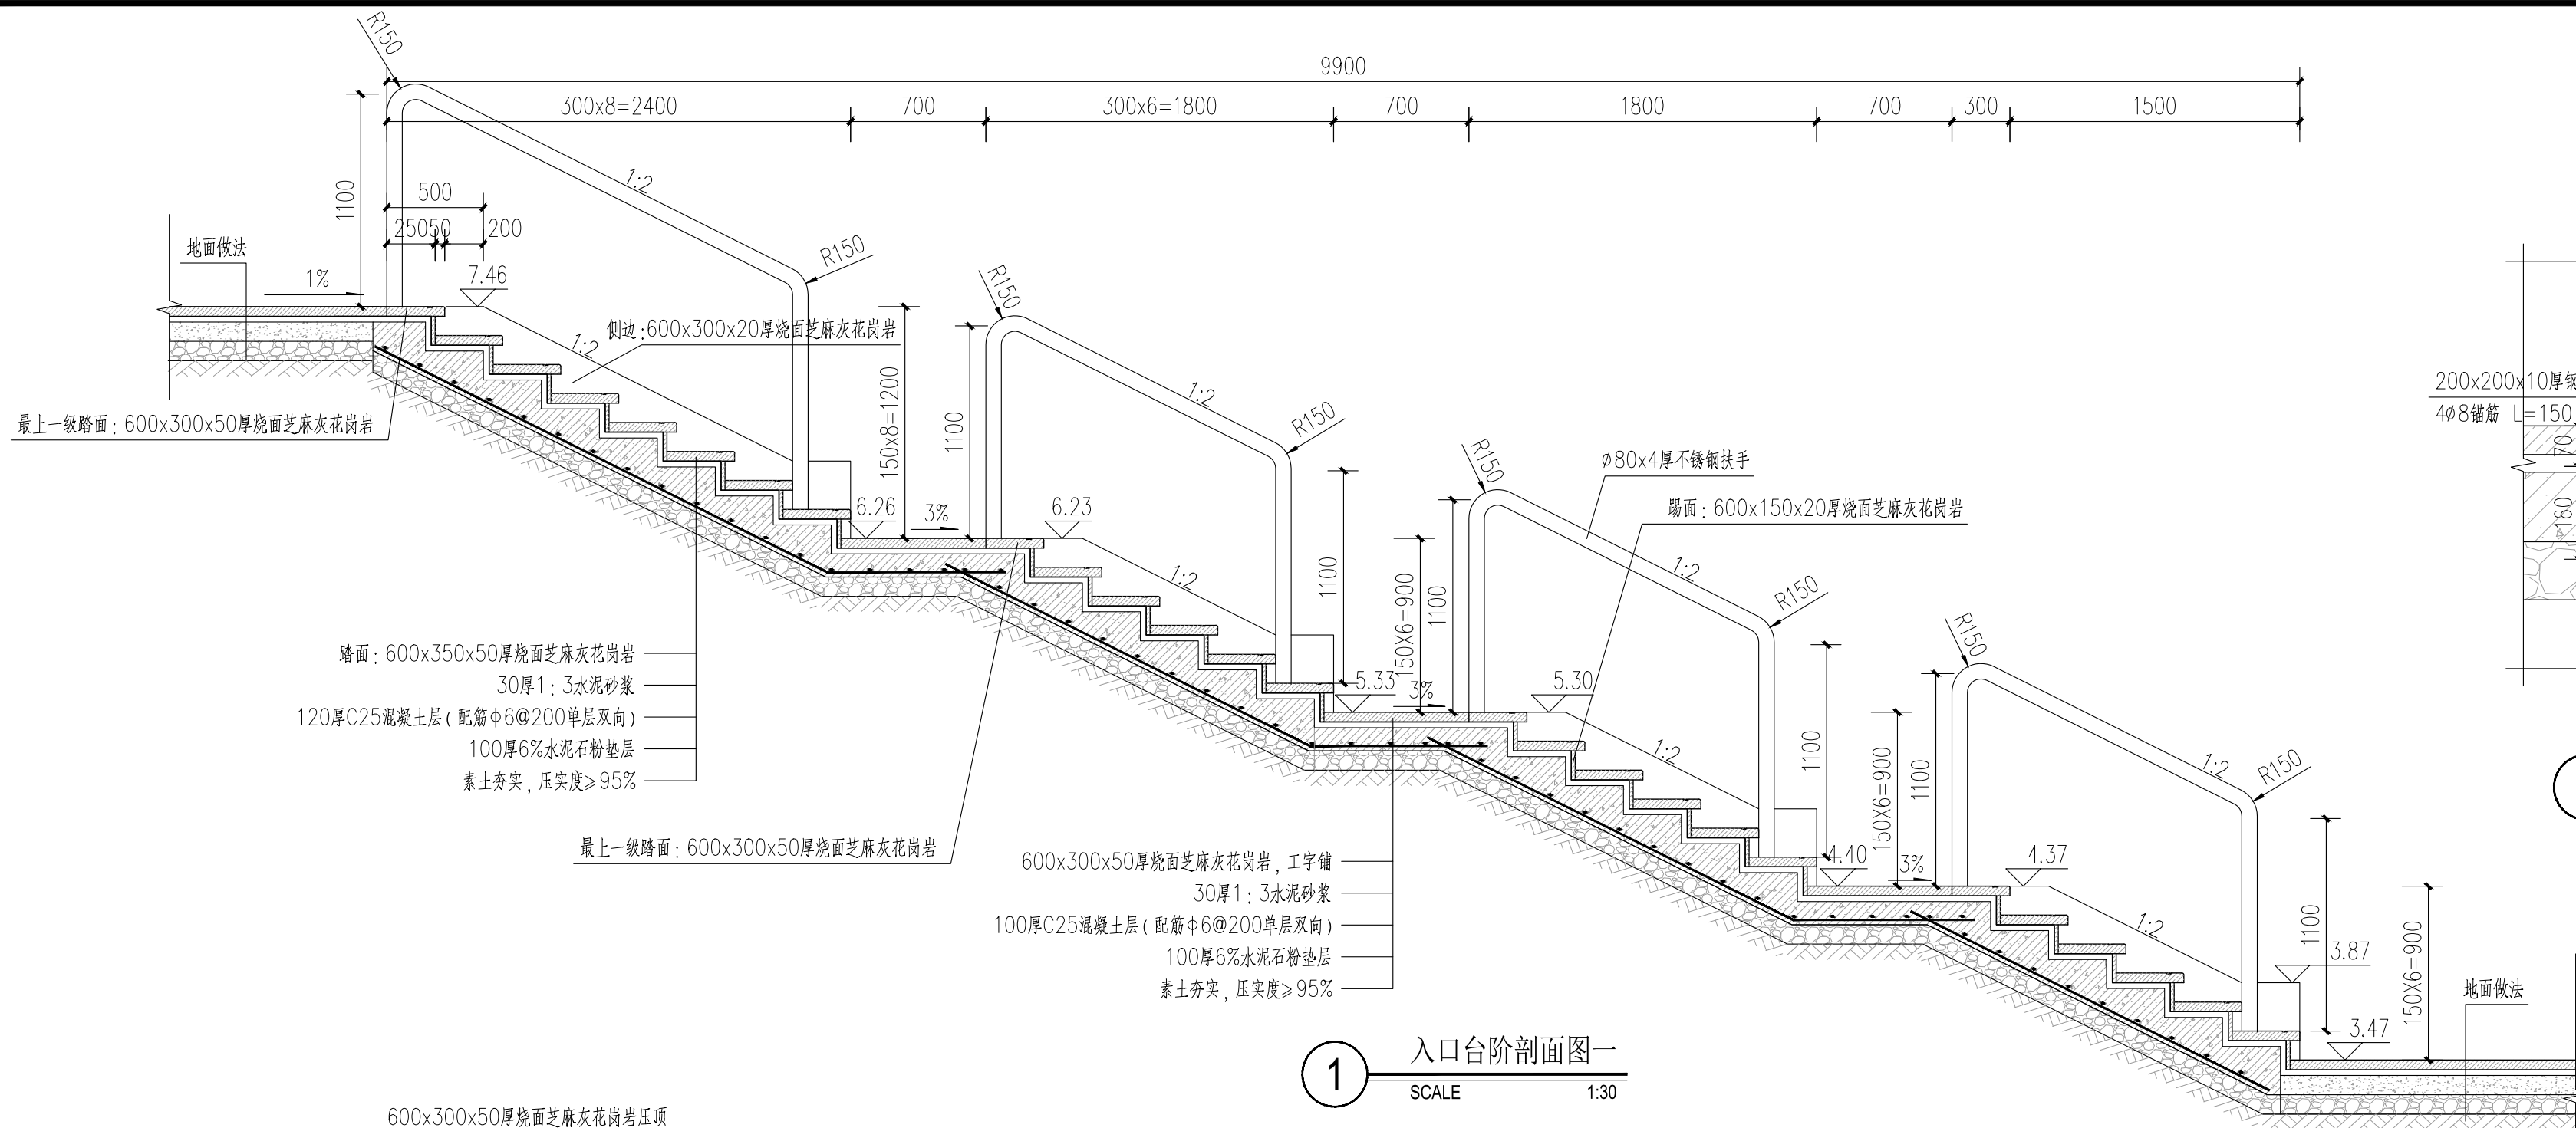 R150
9900
300x8=2400
700
300x6=1800
700
1800
700
300
1500
1100
500
250
50
200
1:2
R150
地面做法
1%
7.46
侧边:600x300x20厚烧面芝麻灰花岗岩
1:2
最上一级踏面：600x300x50厚烧面芝麻灰花岗岩
150x8=1200
1100
R150
1:2
R150
6.26
3%
6.23
1:2
1100
150X6=900
1100
R150
Φ80x4厚不锈钢扶手
踢面：600x150x20厚烧面芝麻灰花岗岩
1:2
R150
5.33
3%
5.30
1:2
1100
150X6=900
1100
R150
1:2
R150
4.40
3%
4.37
1:2
1100
3.87
3.47
150X6=900
地面做法
踏面：600x350x50厚烧面芝麻灰花岗岩
30厚1：3水泥砂浆
120厚C25混凝土层(配筋Φ6@200单层双向)
100厚6%水泥石粉垫层
素土夯实,压实度≥95%
最上一级踏面：600x300x50厚烧面芝麻灰花岗岩
600x300x50厚烧面芝麻灰花岗岩,工字铺
30厚1：3水泥砂浆
100厚C25混凝土层(配筋Φ6@200单层双向)
100厚6%水泥石粉垫层
素土夯实,压实度≥95%
1
入口台阶剖面图一
SCALE 1:30
600x300x50厚烧面芝麻灰花岗岩压顶
200x200x10厚
4Φ8锚筋 L=150
70
160